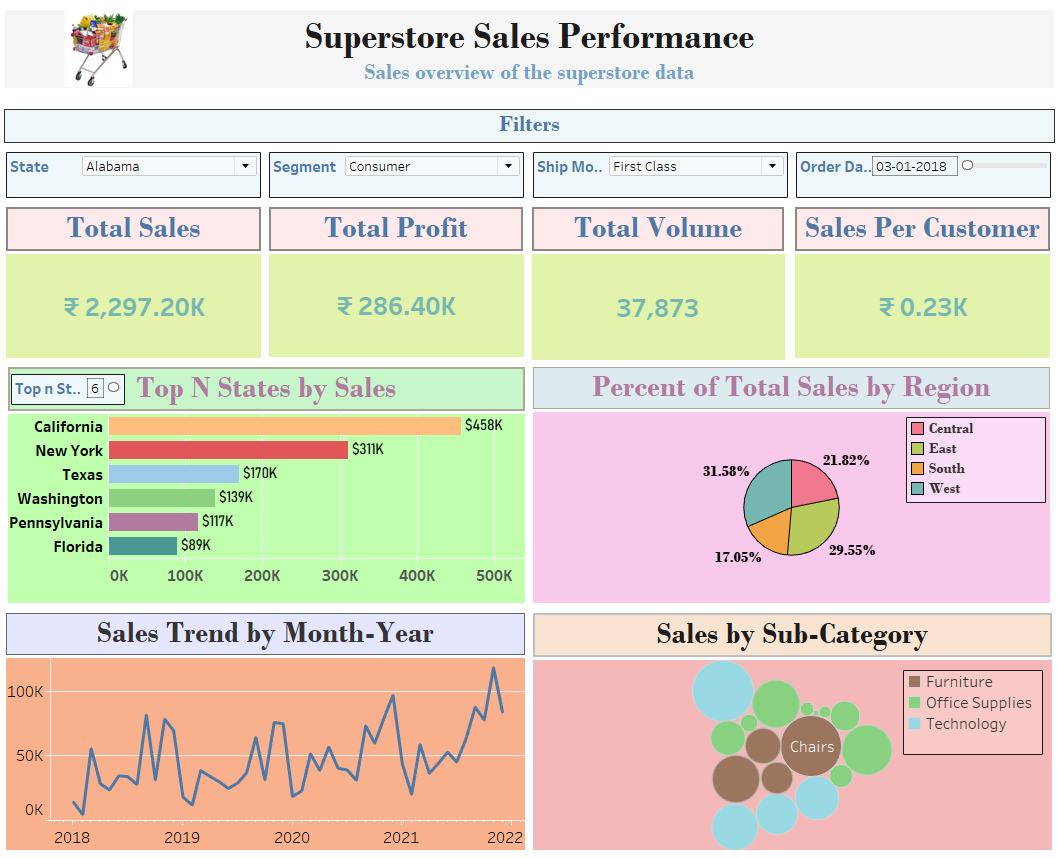 Superstore Sales Performance
Sales overview of the superstore data
Filters
State Alabama
Segment Consumer
Ship Mo.. First Class
Order Da.. 03-01-2018
Total Sales
Total Profit
Total Volume
Sales Per Customer
₹ 2,297.20K
₹ 286.40K
37,873
₹ 0.23K
Top n St.. 6
Top N States by Sales
California $458K
New York $311K
Texas $170K
Washington $139K
Pennsylvania $117K
Florida $89K
0K 100K 200K 300K 400K 500K
Percent of Total Sales by Region
Central
East
South
West
21.82%
31.58%
29.55%
17.05%
Sales Trend by Month-Year
100K
50K
0K
2018 2019 2020 2021 2022
Sales by Sub-Category
Furniture
Office Supplies
Technology
Chairs